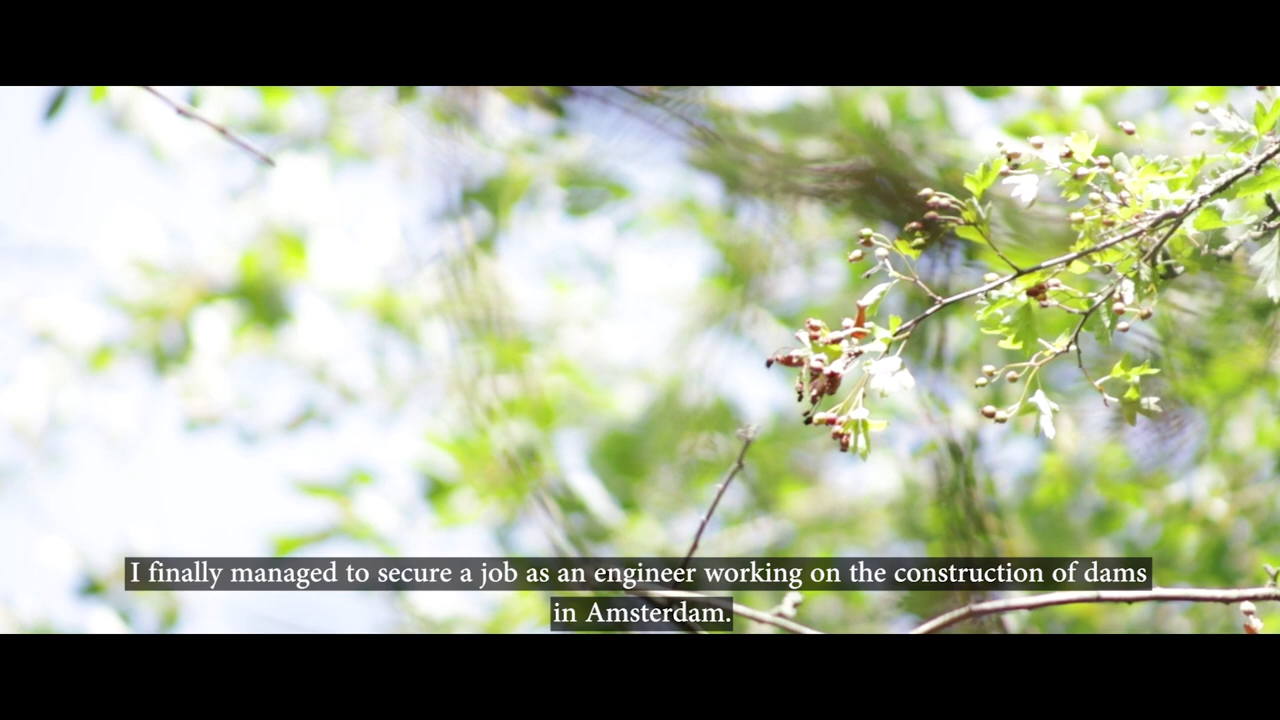 I finally managed to secure a job as an engineer working on the construction of dams
in Amsterdam.